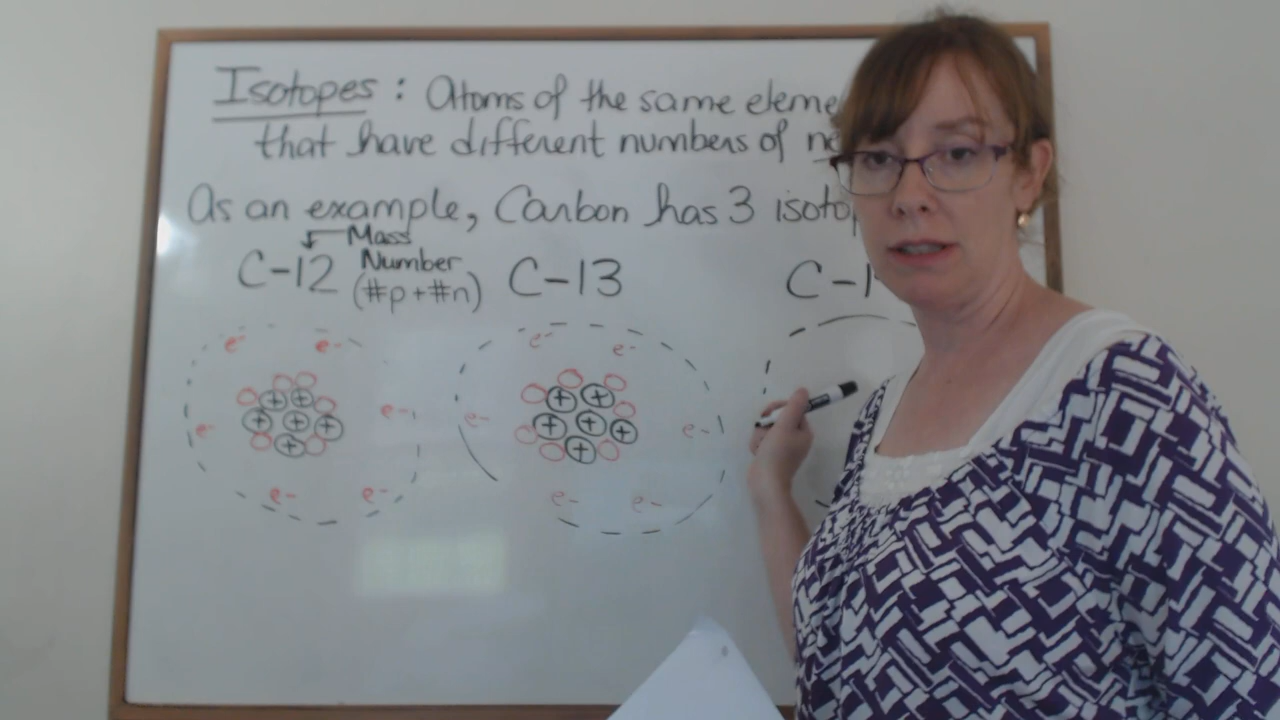 Isotopes: Atoms of the same eleme
that have different numbers of ne
As an example, Carbon has 3 isoto
Mass
C-12 Number C-13 C-1
(#p+#n)
e- e- e- e-
+ + + +
e- + + + e- e- + + + e-
+ +
e- e- e- e-